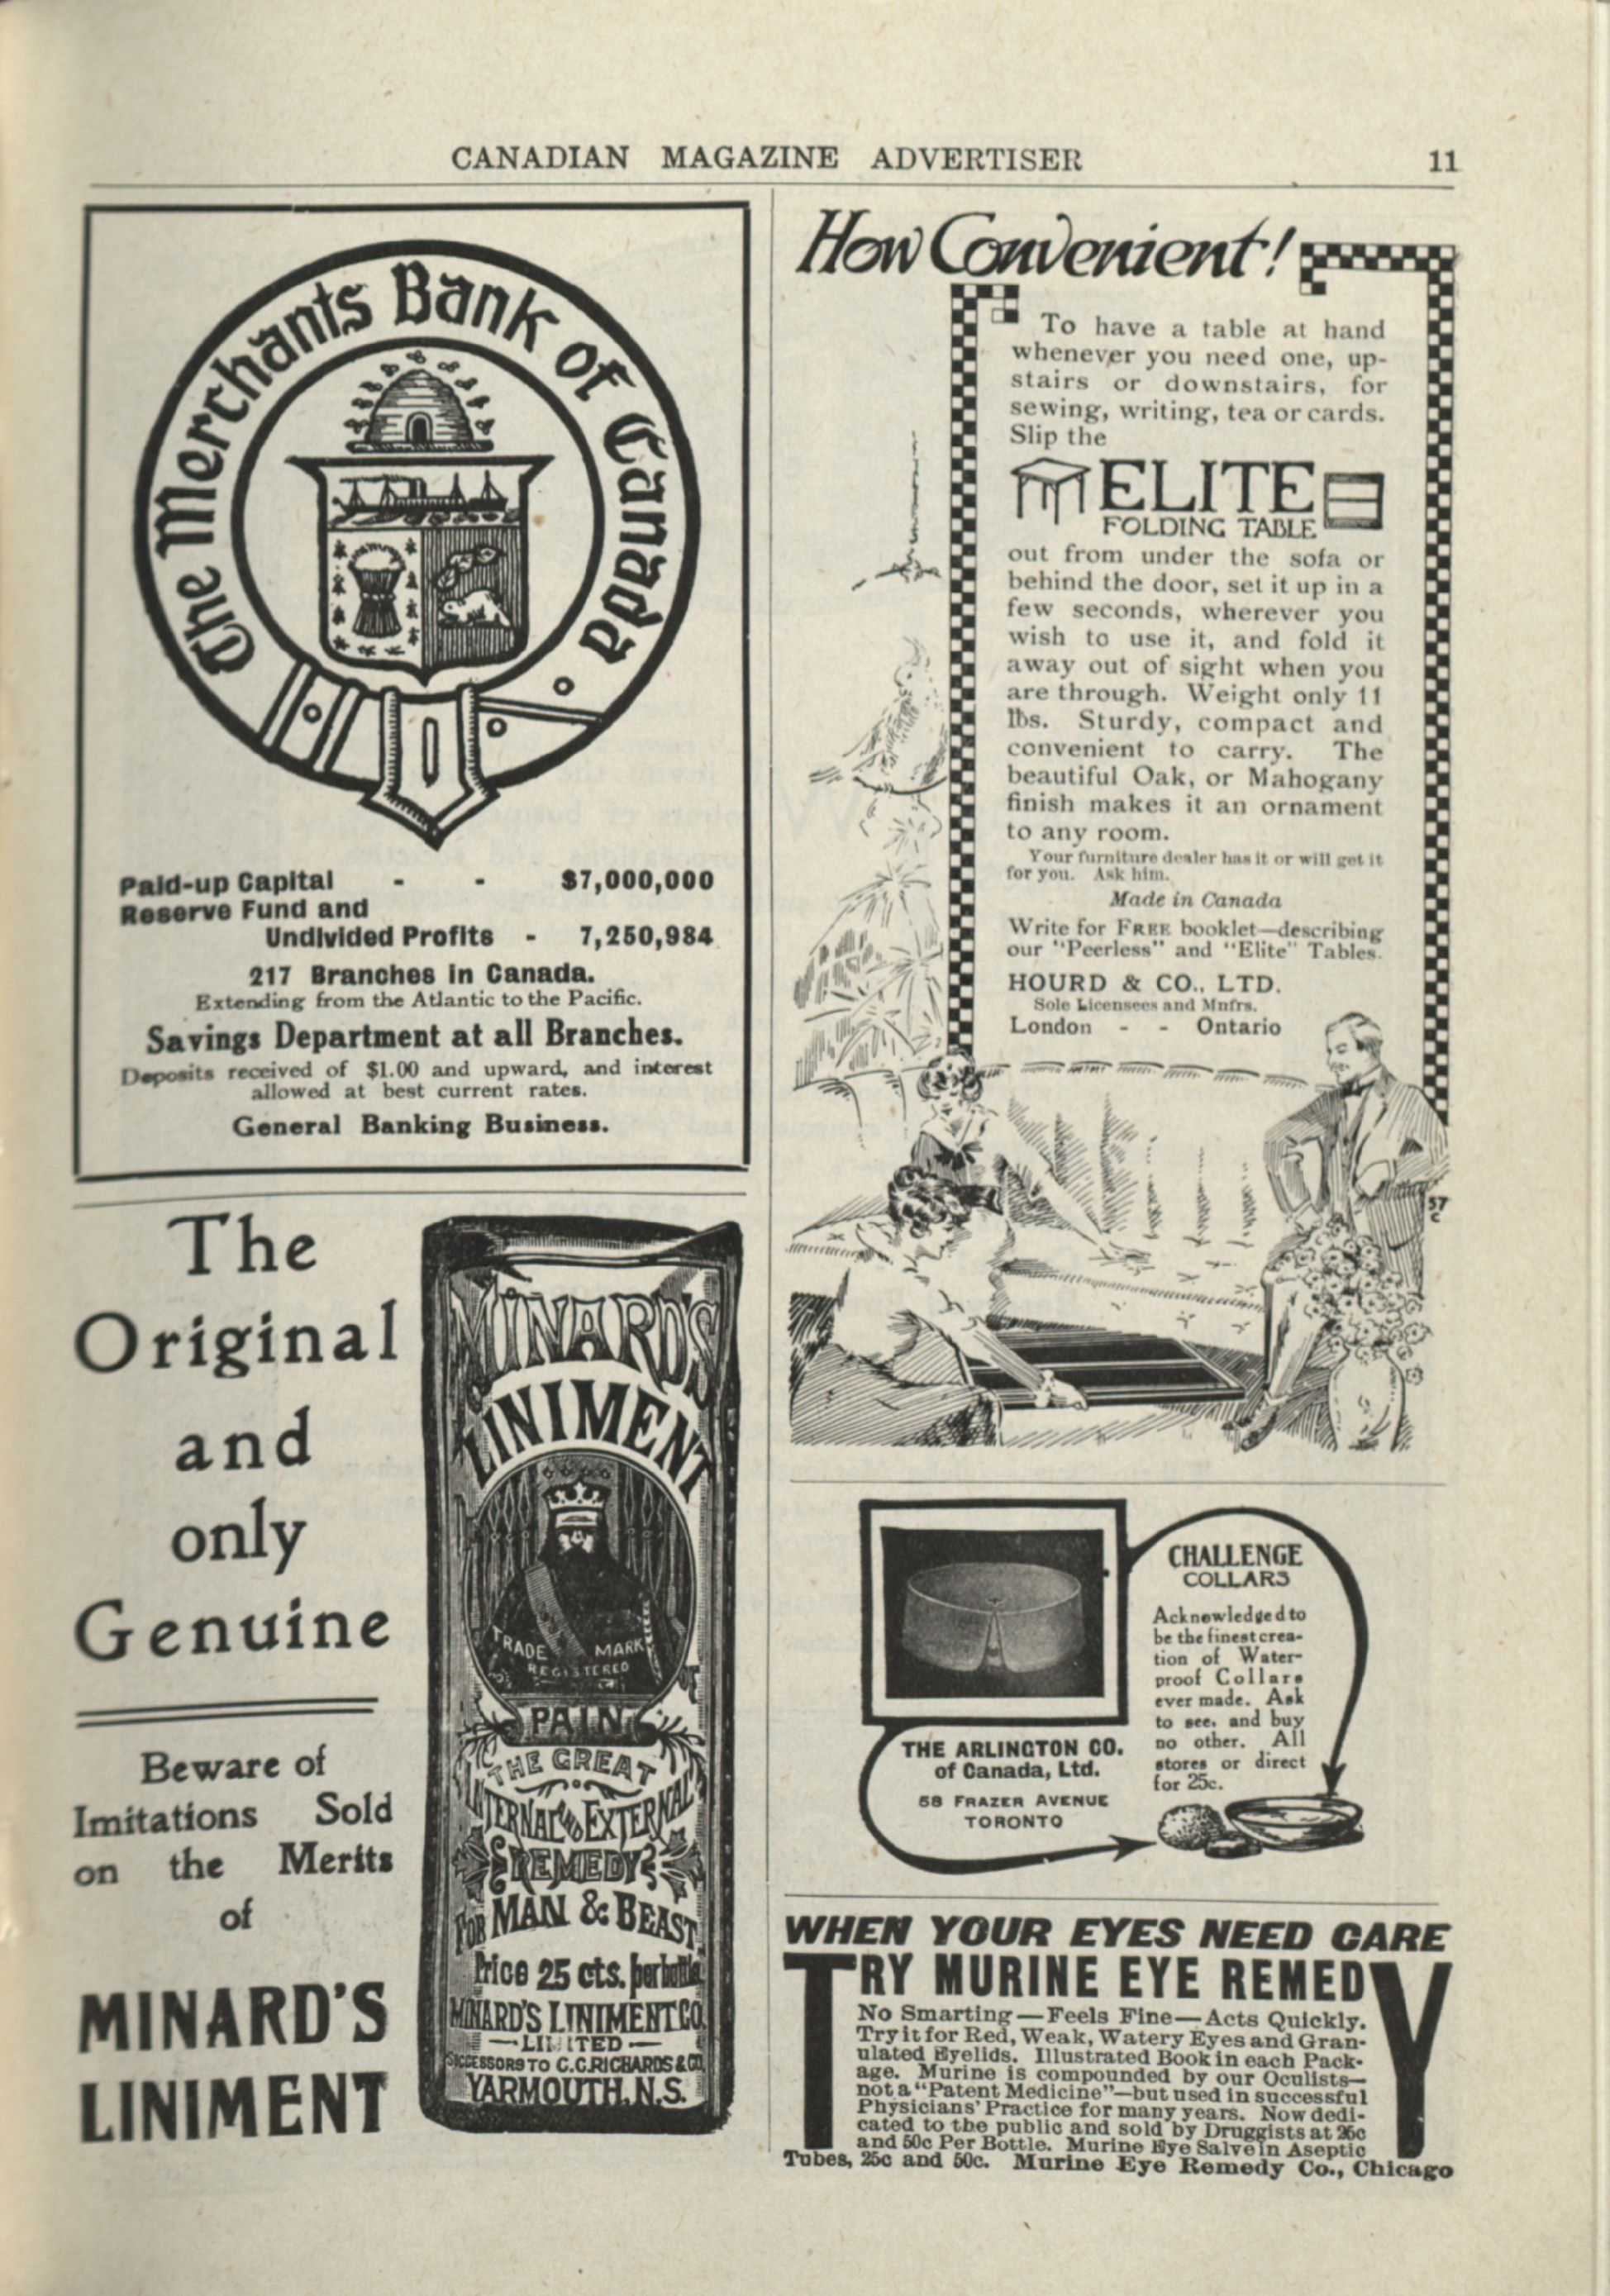 CANADIAN MAGAZINE ADVERTISER 11
The Merchants Bank of Canada
Paid-up Capital - - $7,000,000
Reserve Fund and
Undivided Profits - 7,250,984
217 Branches in Canada.
Extending from the Atlantic to the Pacific.
Savings Department at all Branches.
Deposits received of $1.00 and upward, and interest
allowed at best current rates.
General Banking Business.
The
Original
and
only
Genuine
Beware of
Imitations Sold
on the Merits
of
MINARD'S
LINIMENT
MINARD'S
LINIMENT
TRADE MARK
REGISTERED
OF
PAIN
THE GREAT
INTERNAL AND EXTERNAL
REMEDY
FOR MAN & BEAST
Price 25 cts. per bottle
MINARD'S LINIMENT CO.
LIMITED
SUCCESSORS TO C.C. RICHARDS & CO.
YARMOUTH, N.S.
How Convenient!
To have a table at hand
whenever you need one, up-
stairs or downstairs, for
sewing, writing, tea or cards.
Slip the
ELITE
FOLDING TABLE
out from under the sofa or
behind the door, set it up in a
few seconds, wherever you
wish to use it, and fold it
away out of sight when you
are through. Weight only 11
lbs. Sturdy, compact and
convenient to carry. The
beautiful Oak, or Mahogany
finish makes it an ornament
to any room.
Your furniture dealer has it or will get it
for you. Ask him.
Made in Canada
Write for FREE booklet—describing
our "Peerless" and "Elite" Tables.
HOURD & CO., LTD.
Sole Licensees and Mnfrs.
London - - Ontario
57
C
CHALLENGE
COLLARS
Acknowledged to
be the finest crea-
tion of Water-
proof Collars
ever made. Ask
to see, and buy
no other. All
stores or direct
for 25c.
THE ARLINGTON CO.
of Canada, Ltd.
58 FRAZER AVENUE
TORONTO
WHEN YOUR EYES NEED CARE
TRY MURINE EYE REMEDY
No Smarting—Feels Fine—Acts Quickly.
Try it for Red, Weak, Watery Eyes and Gran-
ulated Eyelids. Illustrated Book in each Pack-
age. Murine is compounded by our Oculists—
not a "Patent Medicine"—but used in successful
Physicians' Practice for many years. Now dedi-
cated to the public and sold by Druggists at 25c
and 50c Per Bottle. Murine Eye Salve in Aseptic
Tubes, 25c and 50c. Murine Eye Remedy Co., Chicago